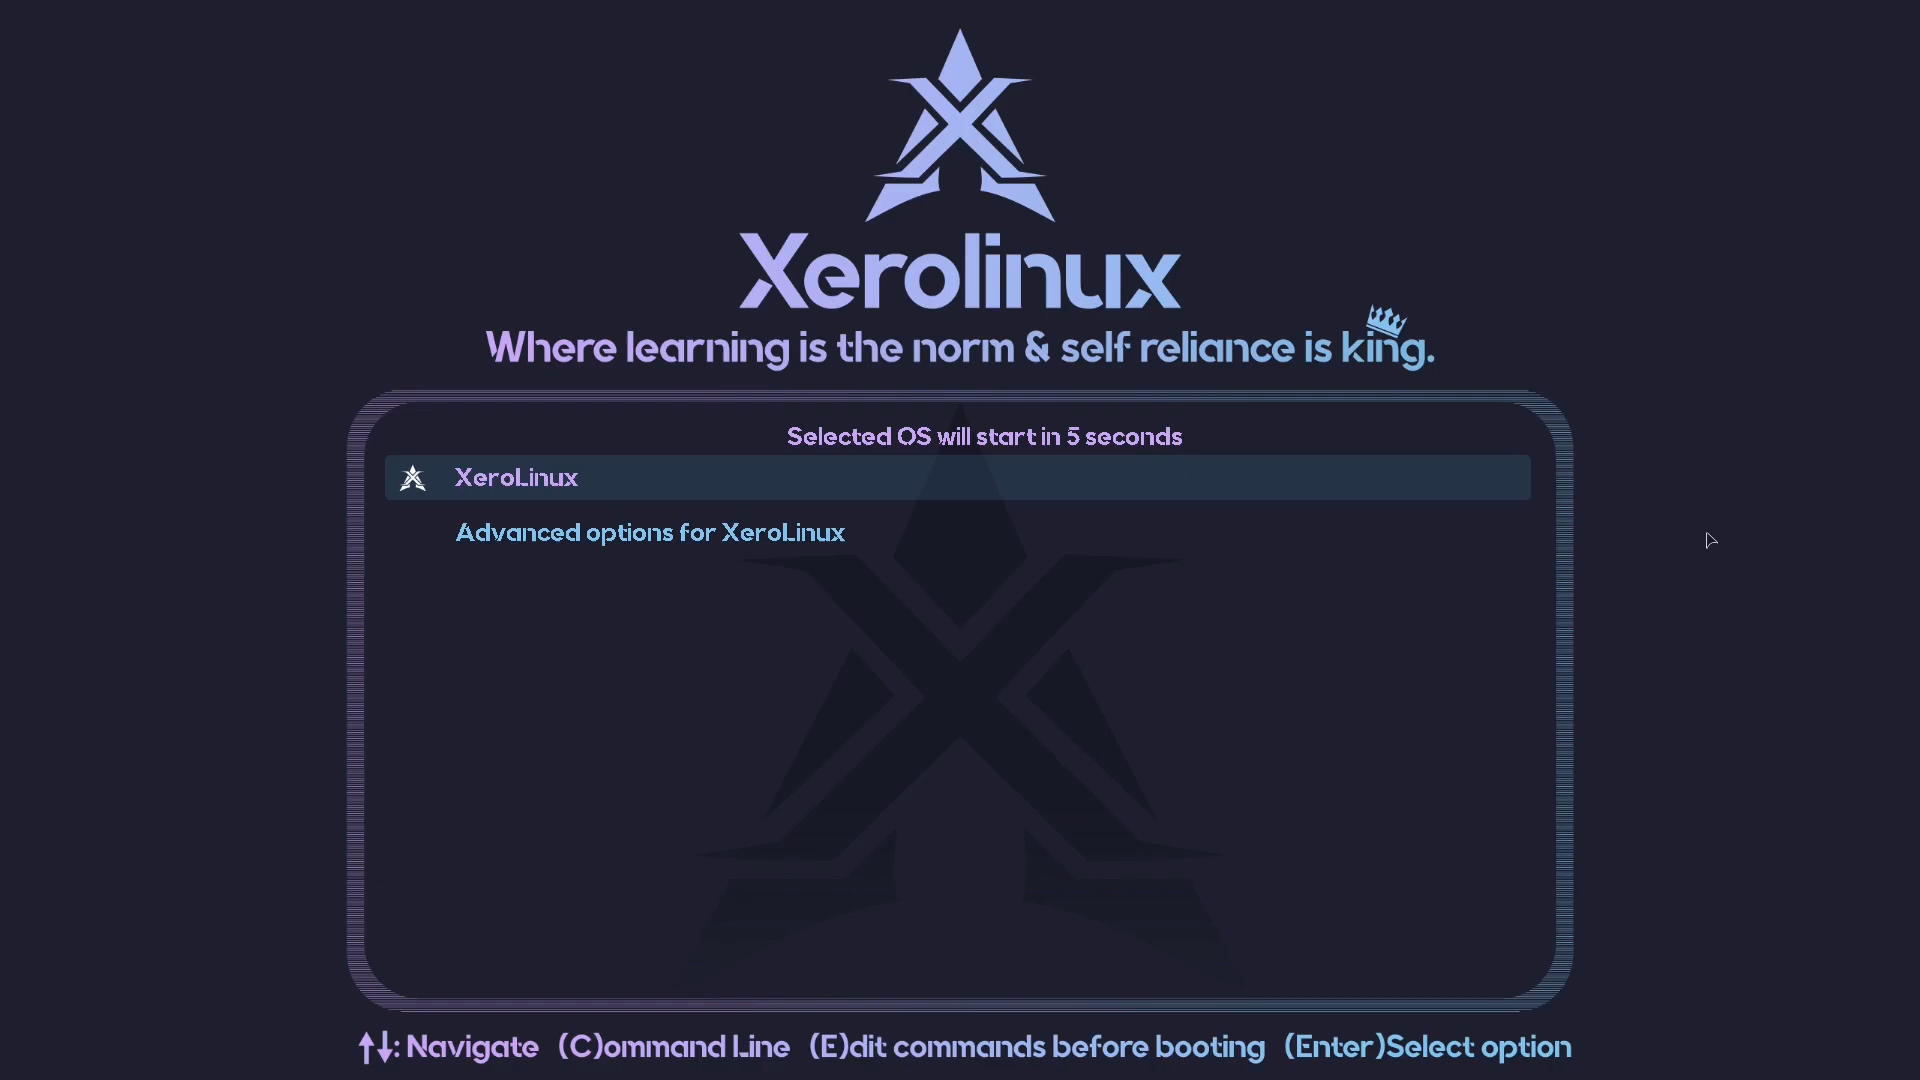 Xerolinux
Where learning is the norm & self reliance is king.
Selected OS will start in 5 seconds
XeroLinux
Advanced options for XeroLinux
↑↓: Navigate (C)ommand Line (E)dit commands before booting (Enter)Select option